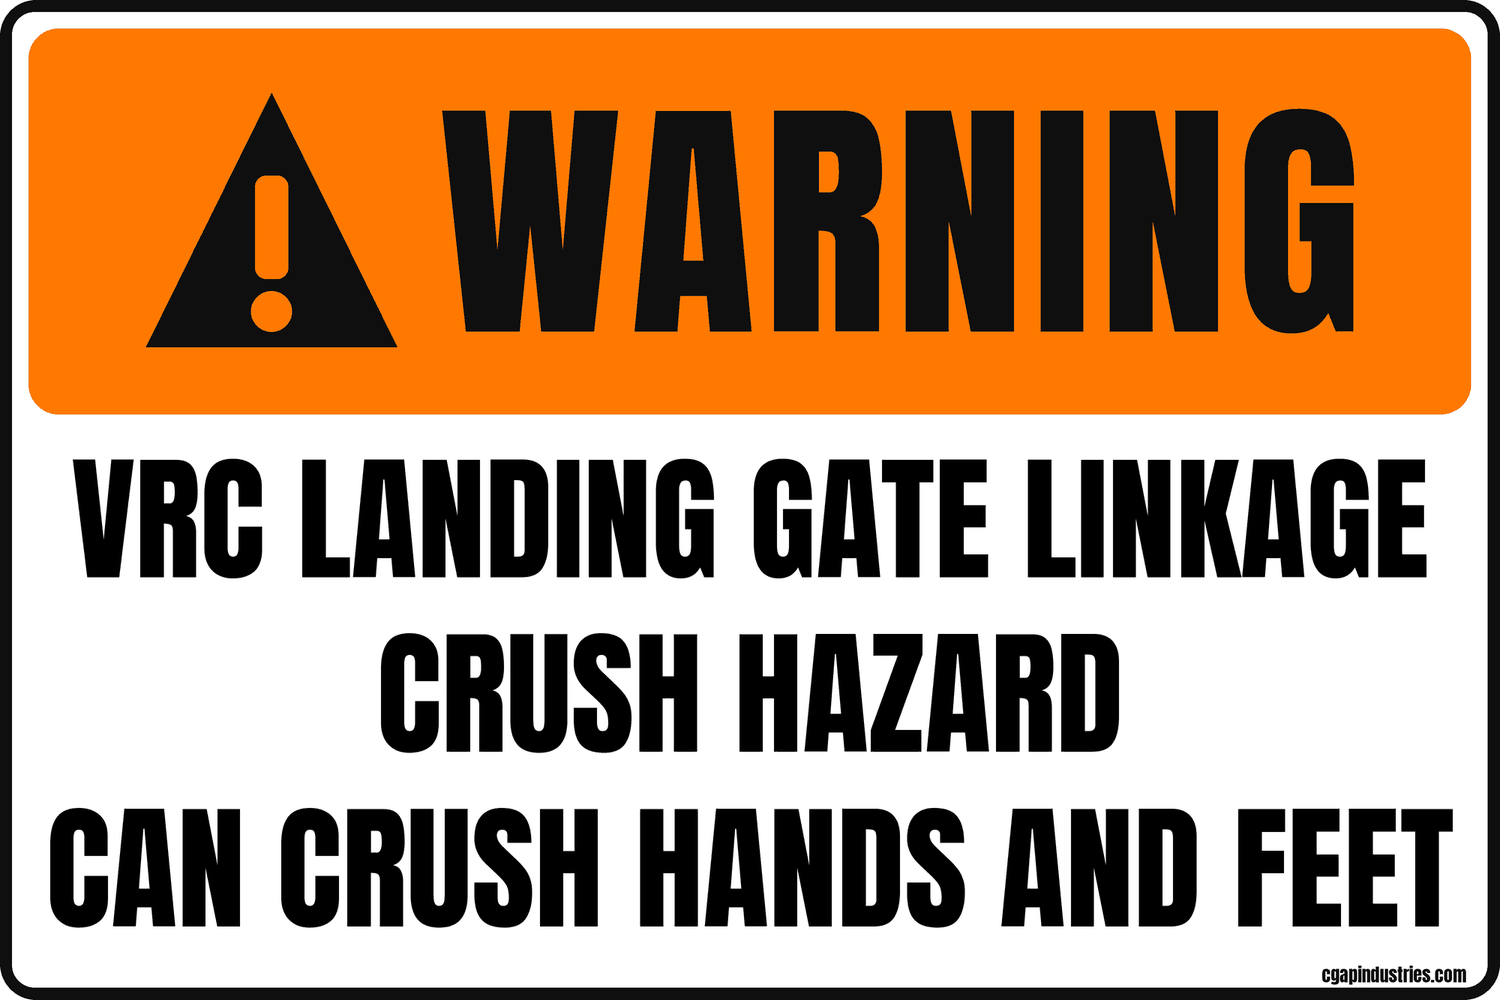 WARNING
VRC LANDING GATE LINKAGE
CRUSH HAZARD
CAN CRUSH HANDS AND FEET
cgapindustries.com